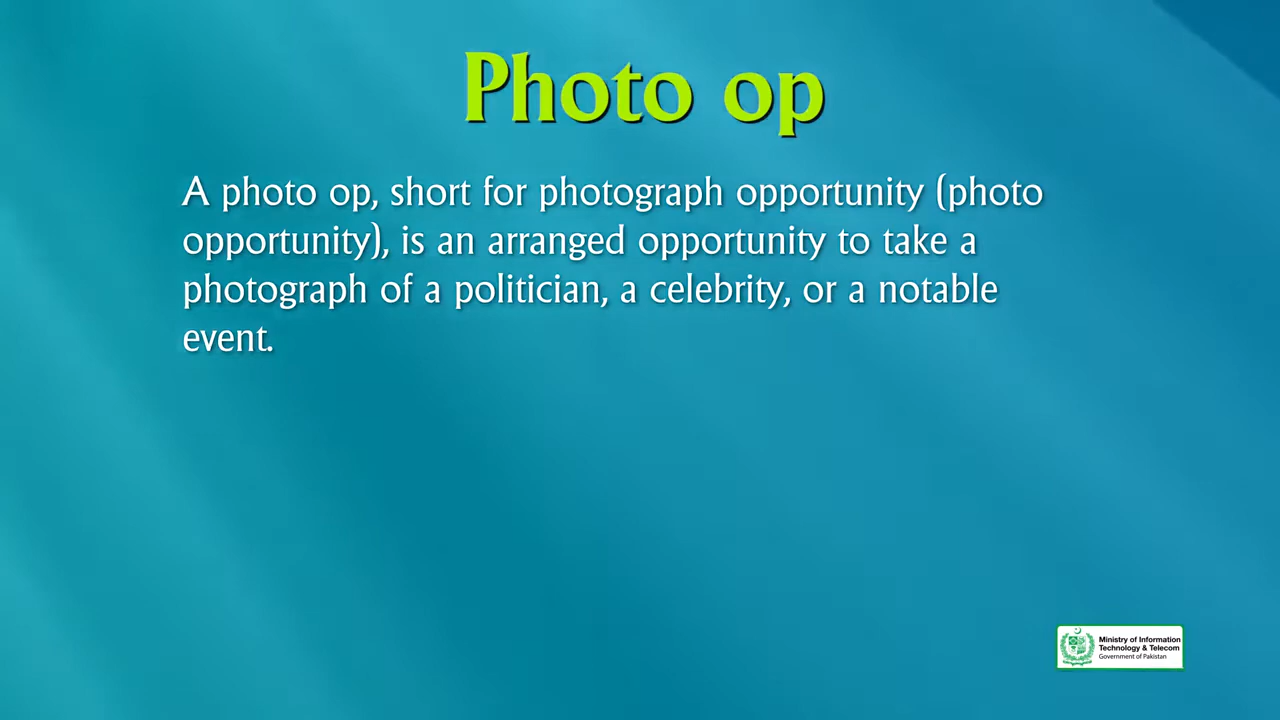 Photo op
A photo op, short for photograph opportunity (photo
opportunity), is an arranged opportunity to take a
photograph of a politician, a celebrity, or a notable
event.
Ministry of Information
Technology & Telecom
Government of Pakistan